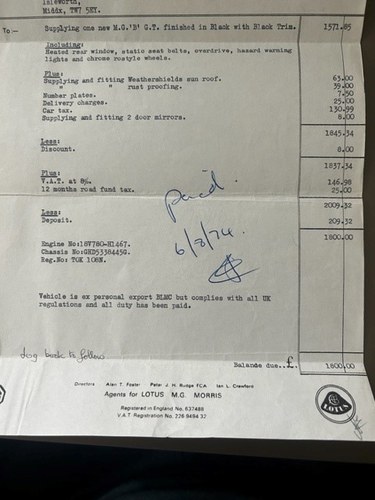 Isleworth,
Middx, TW7 5EY.
To:— Supplying one new M.G.'B' G.T. finished in Black with Black Trim. 1571.85
Including:
Heated rear window, static seat belts, overdrive, hazard warning
lights and chrome rostyle wheels.
Plus:
Supplying and fitting Weathershields sun roof. 63.00
" " rust proofing. 39.00
Number plates. 7.50
Delivery charges. 25.00
Car tax. 130.99
Supplying and fitting 2 door mirrors. 8.00
1845.34
Less:
Discount. 8.00
1837.34
Plus:
V.A.T. at 8%. 146.98
12 months road fund tax. 25.00
2009.32
Less:
Deposit. 209.32
1800.00
paid.
6/8/74.
Engine No:18V780-H1467.
Chassis No:GHD5338445G.
Reg.No: TOK 108N.
Vehicle is ex personal export BLMC but complies with all UK
regulations and all duty has been paid.
Log book to follow
Balance due..£. 1800.00
Directors Alan T. Foster Peter J. H. Rudge FCA Ian L. Crawford
Agents for LOTUS M.G. MORRIS
Registered in England No. 637488
V.A.T. Registration No. 226 9494 32
LOTUS